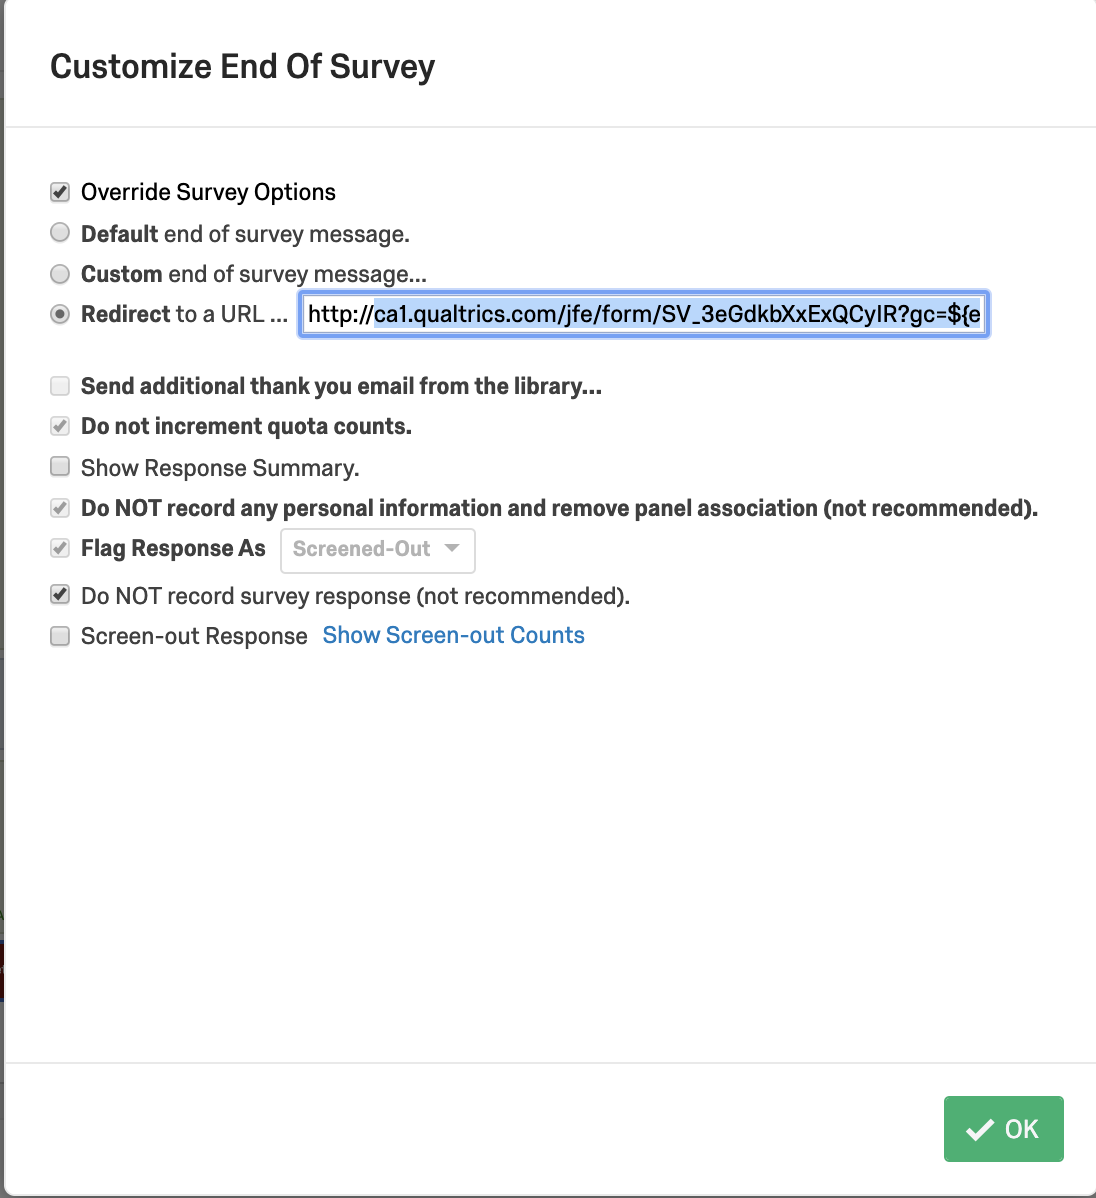 Customize End Of Survey
Override Survey Options
Default end of survey message.
Custom end of survey message...
Redirect to a URL ... http://ca1.qualtrics.com/jfe/form/SV_3eGdkbXxExQCyIR?gc=${e
Send additional thank you email from the library...
Do not increment quota counts.
Show Response Summary.
Do NOT record any personal information and remove panel association (not recommended).
Flag Response As Screened-Out
Do NOT record survey response (not recommended).
Screen-out Response Show Screen-out Counts
OK